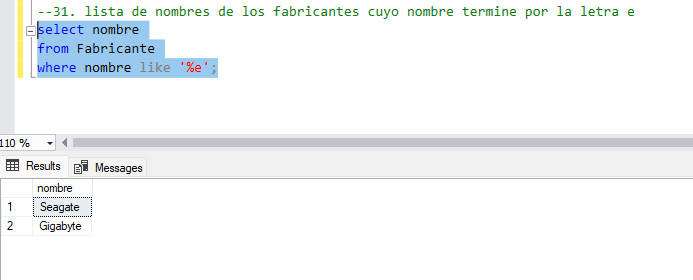 --31. lista de nombres de los fabricantes cuyo nombre termine por la letra e
select nombre
from Fabricante
where nombre like '%e';
110 %
Results Messages
nombre
1 Seagate
2 Gigabyte